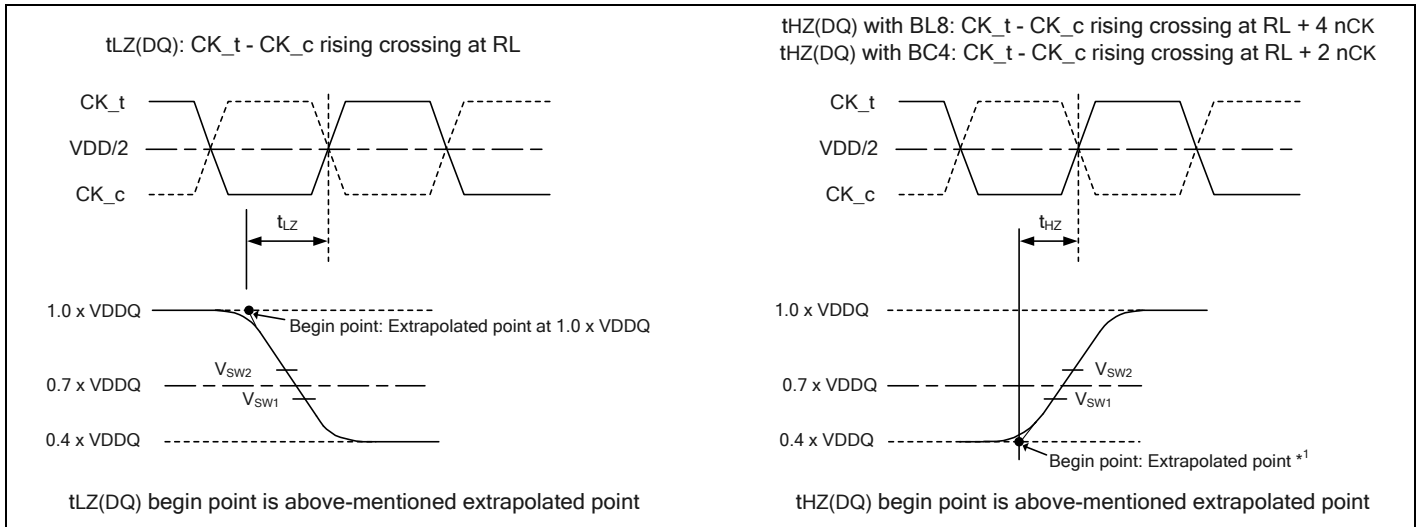 tLZ(DQ): CK_t - CK_c rising crossing at RL
CK_t
VDD/2
CK_c
tLZ
1.0 x VDDQ
Begin point: Extrapolated point at 1.0 x VDDQ
VSW2
0.7 x VDDQ
VSW1
0.4 x VDDQ
tLZ(DQ) begin point is above-mentioned extrapolated point
tHZ(DQ) with BL8: CK_t - CK_c rising crossing at RL + 4 nCK
tHZ(DQ) with BC4: CK_t - CK_c rising crossing at RL + 2 nCK
CK_t
VDD/2
CK_c
tHZ
1.0 x VDDQ
VSW2
0.7 x VDDQ
VSW1
0.4 x VDDQ
Begin point: Extrapolated point *1
tHZ(DQ) begin point is above-mentioned extrapolated point